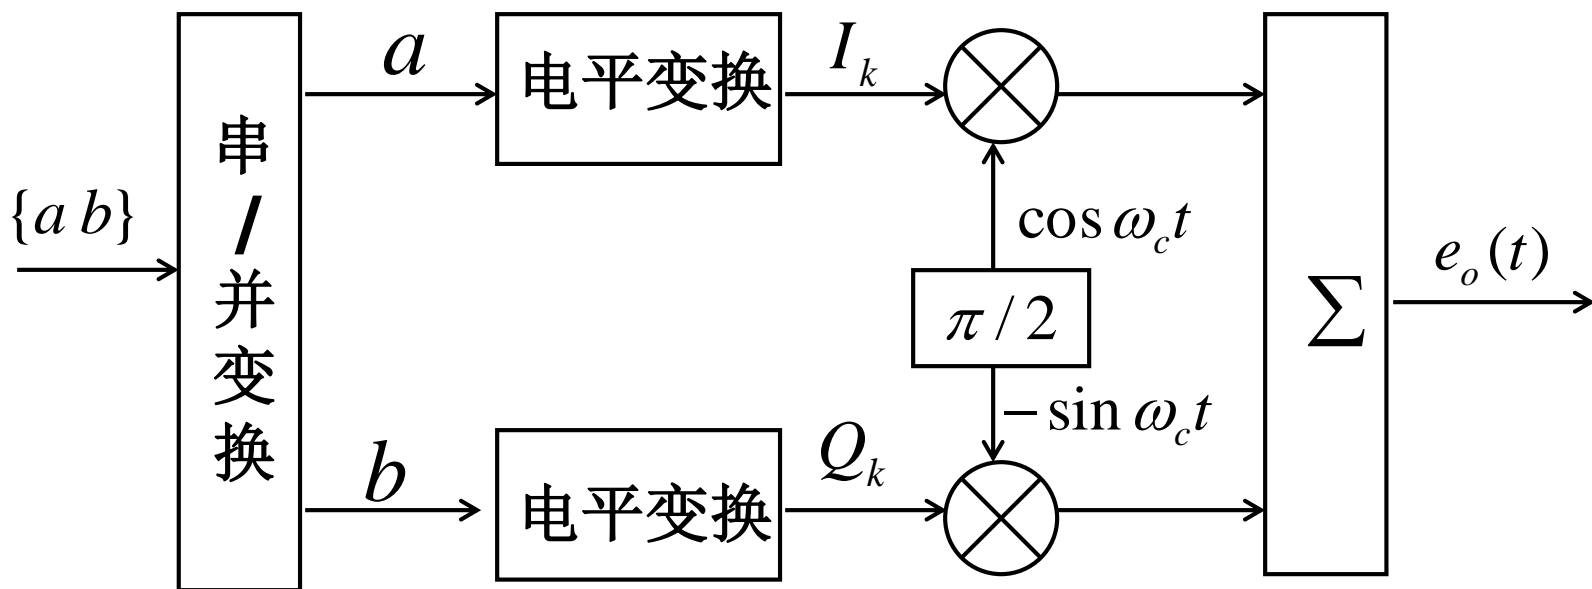 {a b}
串/并变换
a
电平变换
I_k
cos ω_c t
π/2
−sin ω_c t
b
电平变换
Q_k
∑
e_o(t)